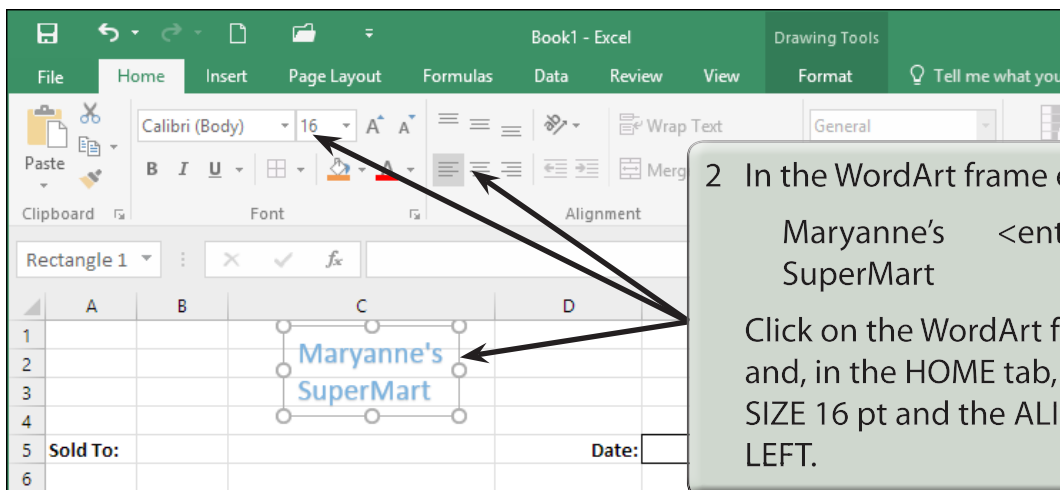 Book1 - Excel Drawing Tools
File Home Insert Page Layout Formulas Data Review View Format Tell me what you
Calibri (Body) 16 A A Wrap Text General
Paste B I U A Merg
Clipboard Font Alignment
Rectangle 1 fx
A B C D
1
2 Maryanne's
3 SuperMart
4
5 Sold To: Date:
6
2 In the WordArt frame
Maryanne's <ent
SuperMart
Click on the WordArt f
and, in the HOME tab,
SIZE 16 pt and the ALI
LEFT.